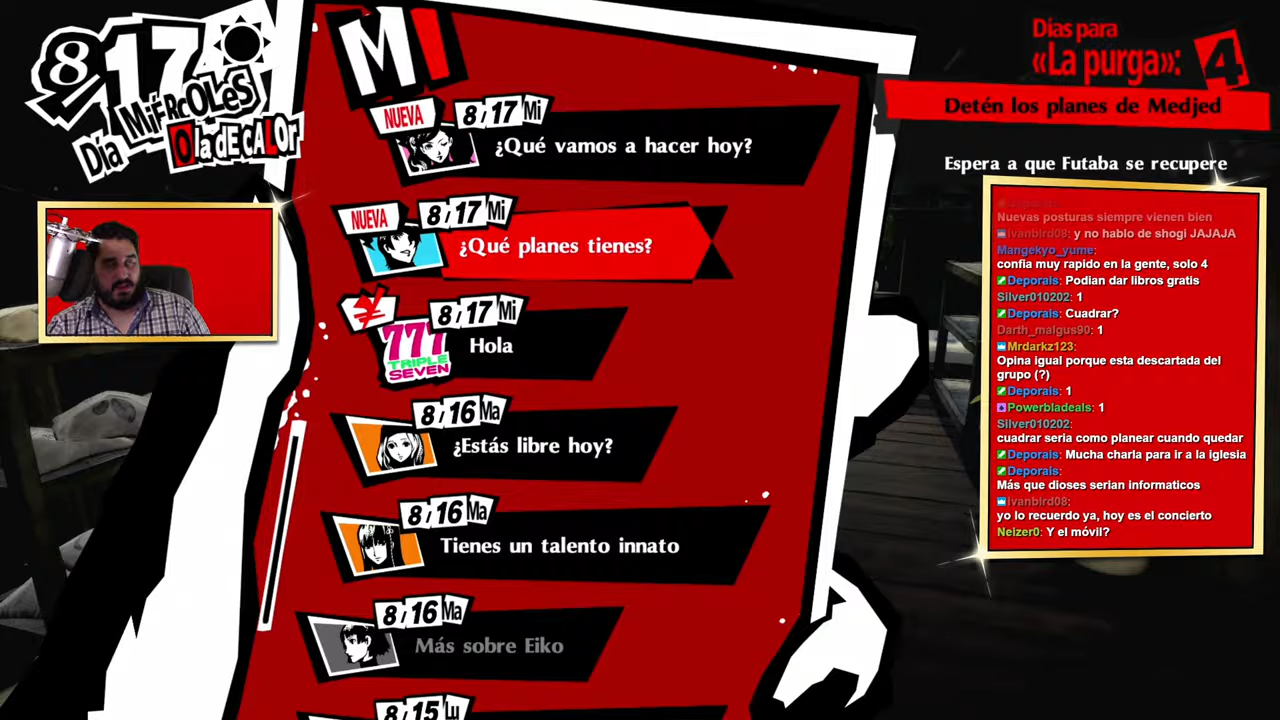 8/17
MiÉRCOLeS
Día
Ola dE CALOr
MI
NUEVA
8/17 Mi
¿Qué vamos a hacer hoy?
NUEVA
8/17 Mi
¿Qué planes tienes?
¥
8/17 Mi
777
TRIPLE
SEVEN
Hola
8/16 Ma
¿Estás libre hoy?
8/16 Ma
Tienes un talento innato
8/16 Ma
Más sobre Eiko
8/15 Lu
Días para
«La purga»: 4
Detén los planes de Medjed
Espera a que Futaba se recupere
Nuevas posturas siempre vienen bien
Ivanbird08: y no hablo de shogi JAJAJA
Mangekyo_yume:
confia muy rapido en la gente, solo 4
Deporais: Podian dar libros gratis
Silver010202: 1
Deporais: Cuadrar?
Darth_malgus90: 1
Mrdarkz123:
Opina igual porque esta descartada del
grupo (?)
Deporais: 1
Powerbladeals: 1
Silver010202:
cuadrar seria como planear cuando quedar
Deporais: Mucha charla para ir a la iglesia
Deporais:
Más que dioses serian informaticos
Ivanbird08:
yo lo recuerdo ya, hoy es el concierto
Neizer0: Y el móvil?